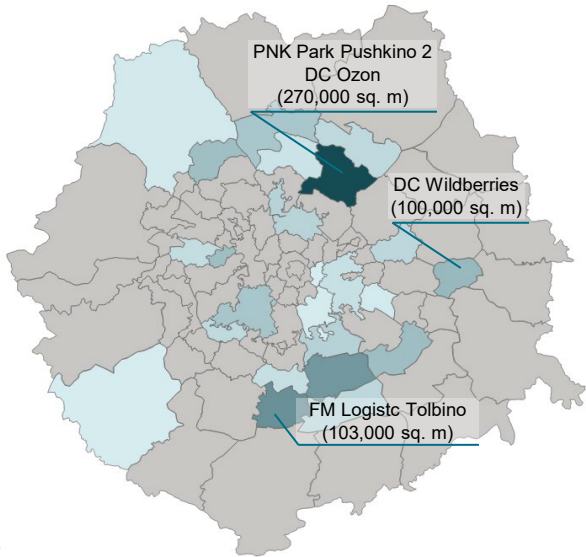 PNK Park Pushkino 2
DC Ozon
(270,000 sq. m)
DC Wildberries
(100,000 sq. m)
FM Logistc Tolbino
(103,000 sq. m)